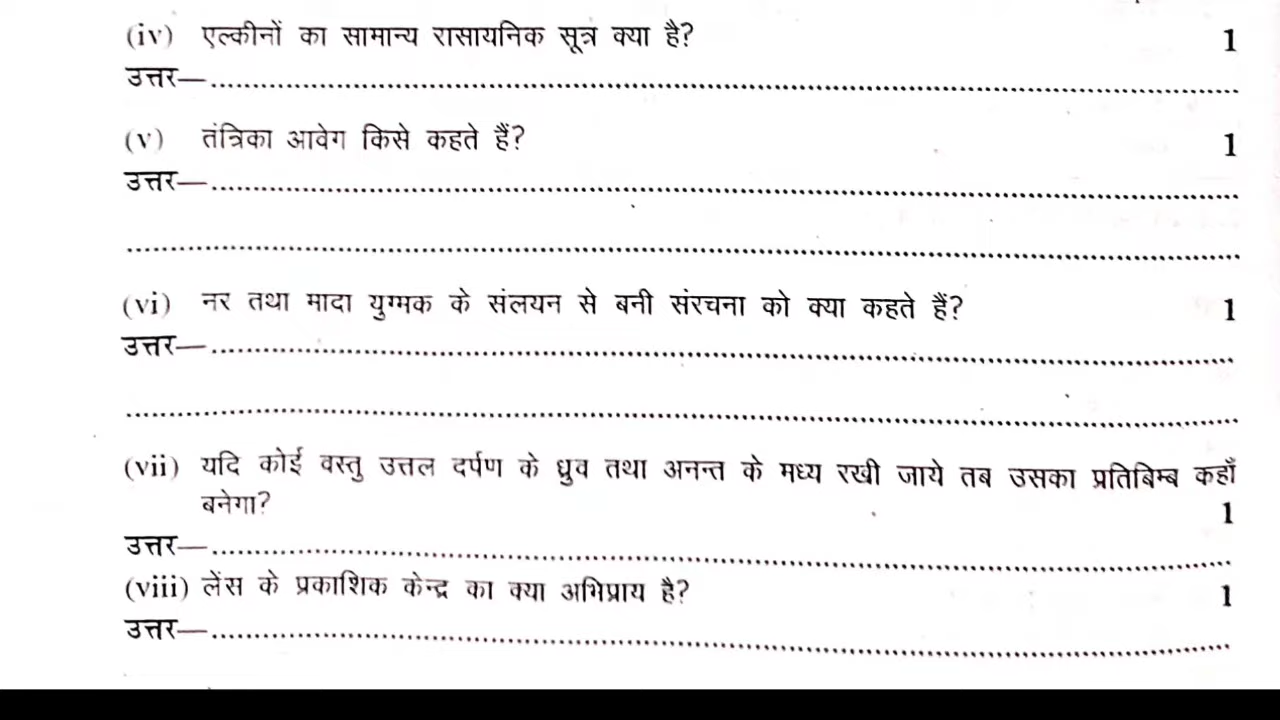 (iv) एल्कीनों का सामान्य रासायनिक सूत्र क्या है? 1
उत्तर—
(v) तंत्रिका आवेग किसे कहते हैं? 1
उत्तर—
(vi) नर तथा मादा युग्मक के संलयन से बनी संरचना को क्या कहते हैं? 1
उत्तर—
(vii) यदि कोई वस्तु उत्तल दर्पण के ध्रुव तथा अनन्त के मध्य रखी जाये तब उसका प्रतिबिम्ब कहाँ
बनेगा? 1
उत्तर—
(viii) लेंस के प्रकाशिक केन्द्र का क्या अभिप्राय है? 1
उत्तर—